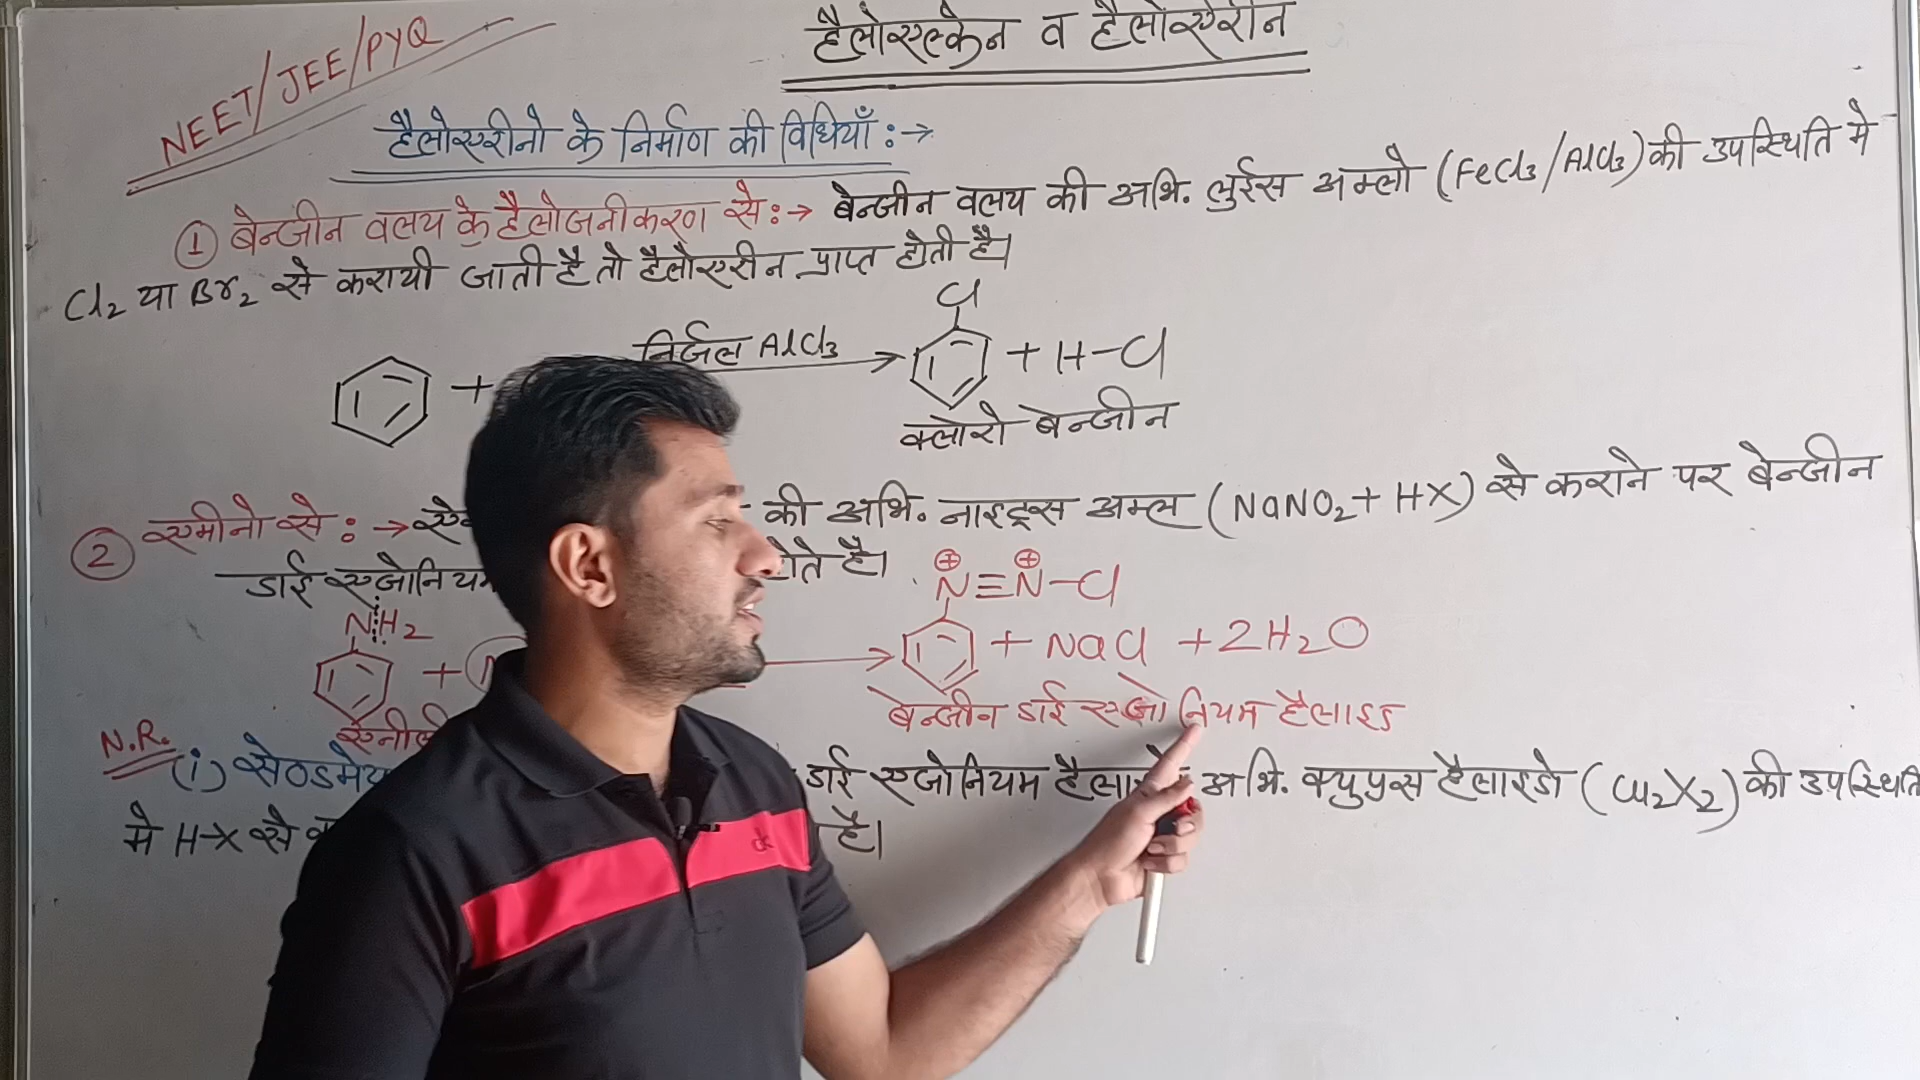 NEET/JEE/PYQ
हैलोएल्केन व हैलोएरीन
हैलोएरीनो के निर्माण की विधियाँ :→
① बेन्जीन वलय के हैलोजनीकरण से :→ बेन्जीन वलय की अभि. लुईस अम्लो (FeCl₃/AlCl₃) की उपस्थिति मे
Cl₂ या Br₂ से करायी जाती है तो हैलोएरीन प्राप्त होती है।
+ निर्जल AlCl₃ → Cl + H-Cl
क्लोरो बेन्जीन
② एमीनो से : → की अभि. नाइट्रस अम्ल (NaNO₂ + HX) से कराने पर बेन्जीन
डाई एजोनियम होते है।
NH₂ + → N≡N-Cl + NaCl + 2H₂O
बेन्जीन डाई एजोनियम हैलाइड
N.R. (i) डाई एजोनियम अभि. क्युप्रस हैलाइडो (Cu₂X₂) की उपस्थिति
मे H-X से है।
dk